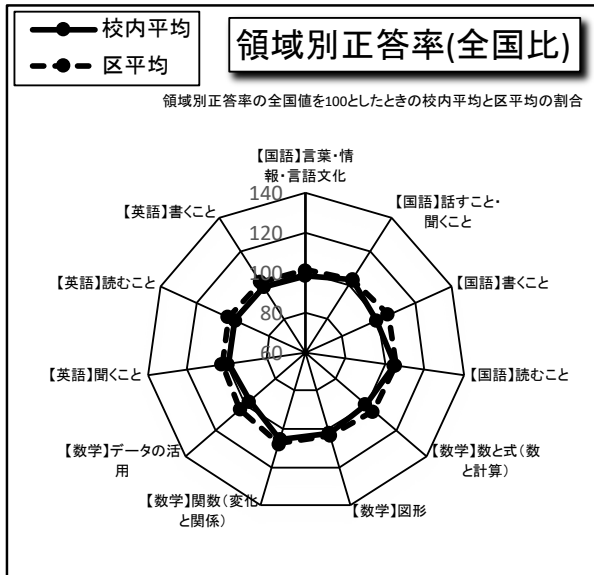 校内平均
区平均
領域別正答率(全国比)
領域別正答率の全国値を100としたときの校内平均と区平均の割合
【国語】言葉・情
報・言語文化
【国語】話すこと・
聞くこと
【国語】書くこと
【国語】読むこと
【数学】数と式(数
と計算)
【数学】図形
【数学】関数(変化
と関係)
【数学】データの活
用
【英語】聞くこと
【英語】読むこと
【英語】書くこと
140
120
100
80
60